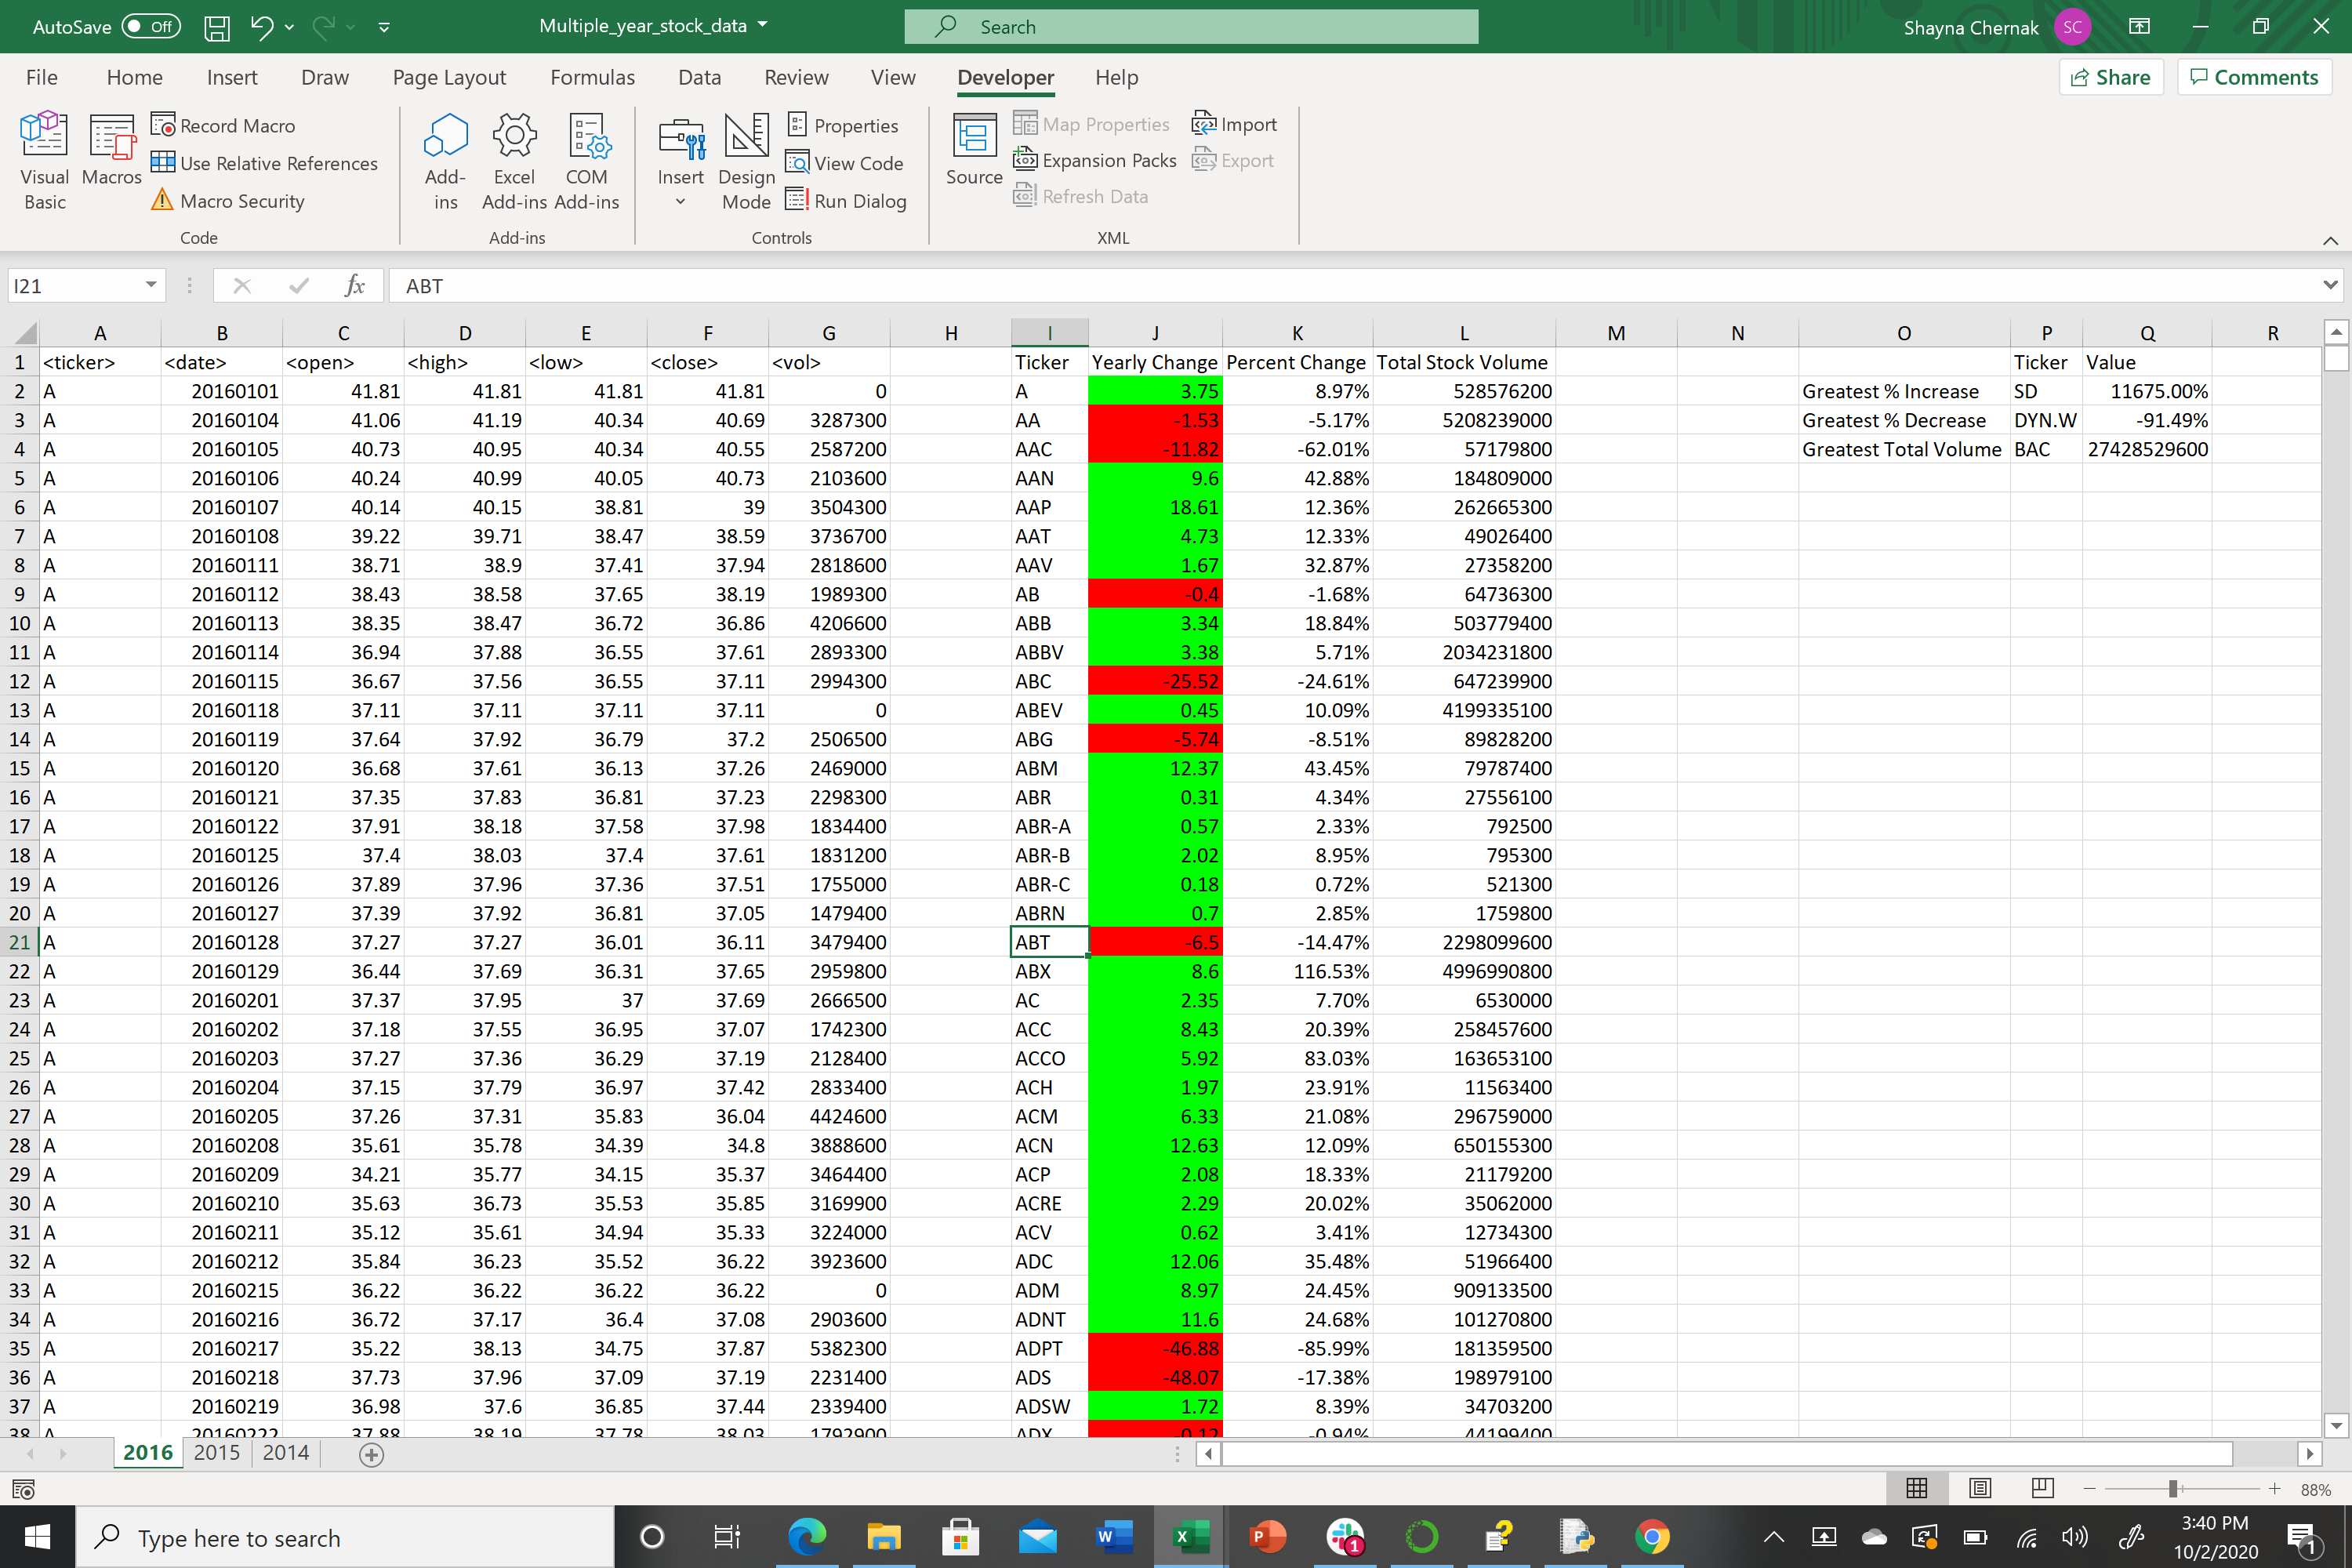 AutoSave Off Multiple_year_stock_data Search Shayna Chernak SC
File Home Insert Draw Page Layout Formulas Data Review View Developer Help Share Comments
Visual Basic Macros Record Macro Use Relative References Macro Security Add-ins Excel Add-ins COM Add-ins Insert Design Mode Properties View Code Run Dialog Source Map Properties Expansion Packs Refresh Data Import Export
Code Add-ins Controls XML
I21 fx ABT
A B C D E F G H I J K L M N O P Q R
1 <ticker> <date> <open> <high> <low> <close> <vol> Ticker Yearly Change Percent Change Total Stock Volume Ticker Value
2 A 20160101 41.81 41.81 41.81 41.81 0 A 3.75 8.97% 528576200 Greatest % Increase SD 11675.00%
3 A 20160104 41.06 41.19 40.34 40.69 3287300 AA -1.53 -5.17% 5208239000 Greatest % Decrease DYN.W -91.49%
4 A 20160105 40.73 40.95 40.34 40.55 2587200 AAC -11.82 -62.01% 57179800 Greatest Total Volume BAC 27428529600
5 A 20160106 40.24 40.99 40.05 40.73 2103600 AAN 9.6 42.88% 184809000
6 A 20160107 40.14 40.15 38.81 39 3504300 AAP 18.61 12.36% 262665300
7 A 20160108 39.22 39.71 38.47 38.59 3736700 AAT 4.73 12.33% 49026400
8 A 20160111 38.71 38.9 37.41 37.94 2818600 AAV 1.67 32.87% 27358200
9 A 20160112 38.43 38.58 37.65 38.19 1989300 AB -0.4 -1.68% 64736300
10 A 20160113 38.35 38.47 36.72 36.86 4206600 ABB 3.34 18.84% 503779400
11 A 20160114 36.94 37.88 36.55 37.61 2893300 ABBV 3.38 5.71% 2034231800
12 A 20160115 36.67 37.56 36.55 37.11 2994300 ABC -25.52 -24.61% 647239900
13 A 20160118 37.11 37.11 37.11 37.11 0 ABEV 0.45 10.09% 4199335100
14 A 20160119 37.64 37.92 36.79 37.2 2506500 ABG -5.74 -8.51% 89828200
15 A 20160120 36.68 37.61 36.13 37.26 2469000 ABM 12.37 43.45% 79787400
16 A 20160121 37.35 37.83 36.81 37.23 2298300 ABR 0.31 4.34% 27556100
17 A 20160122 37.91 38.18 37.58 37.98 1834400 ABR-A 0.57 2.33% 792500
18 A 20160125 37.4 38.03 37.4 37.61 1831200 ABR-B 2.02 8.95% 795300
19 A 20160126 37.89 37.96 37.36 37.51 1755000 ABR-C 0.18 0.72% 521300
20 A 20160127 37.39 37.92 36.81 37.05 1479400 ABRN 0.7 2.85% 1759800
21 A 20160128 37.27 37.27 36.01 36.11 3479400 ABT -6.5 -14.47% 2298099600
22 A 20160129 36.44 37.69 36.31 37.65 2959800 ABX 8.6 116.53% 4996990800
23 A 20160201 37.37 37.95 37 37.69 2666500 AC 2.35 7.70% 6530000
24 A 20160202 37.18 37.55 36.95 37.07 1742300 ACC 8.43 20.39% 258457600
25 A 20160203 37.27 37.36 36.29 37.19 2128400 ACCO 5.92 83.03% 163653100
26 A 20160204 37.15 37.79 36.97 37.42 2833400 ACH 1.97 23.91% 11563400
27 A 20160205 37.26 37.31 35.83 36.04 4424600 ACM 6.33 21.08% 296759000
28 A 20160208 35.61 35.78 34.39 34.8 3888600 ACN 12.63 12.09% 650155300
29 A 20160209 34.21 35.77 34.15 35.37 3464400 ACP 2.08 18.33% 21179200
30 A 20160210 35.63 36.73 35.53 35.85 3169900 ACRE 2.29 20.02% 35062000
31 A 20160211 35.12 35.61 34.94 35.33 3224000 ACV 0.62 3.41% 12734300
32 A 20160212 35.84 36.23 35.52 36.22 3923600 ADC 12.06 35.48% 51966400
33 A 20160215 36.22 36.22 36.22 36.22 0 ADM 8.97 24.45% 909133500
34 A 20160216 36.72 37.17 36.4 37.08 2903600 ADNT 11.6 24.68% 101270800
35 A 20160217 35.22 38.13 34.75 37.87 5382300 ADPT -46.88 -85.99% 181359500
36 A 20160218 37.73 37.96 37.09 37.19 2231400 ADS -48.07 -17.38% 198979100
37 A 20160219 36.98 37.6 36.85 37.44 2339400 ADSW 1.72 8.39% 34703200
38 A 20160222 37.88 38.19 37.78 38.03 1792900 ADX -0.12 -0.94% 44199400
2016 2015 2014
88%
Type here to search 1 3:40 PM
10/2/2020 1